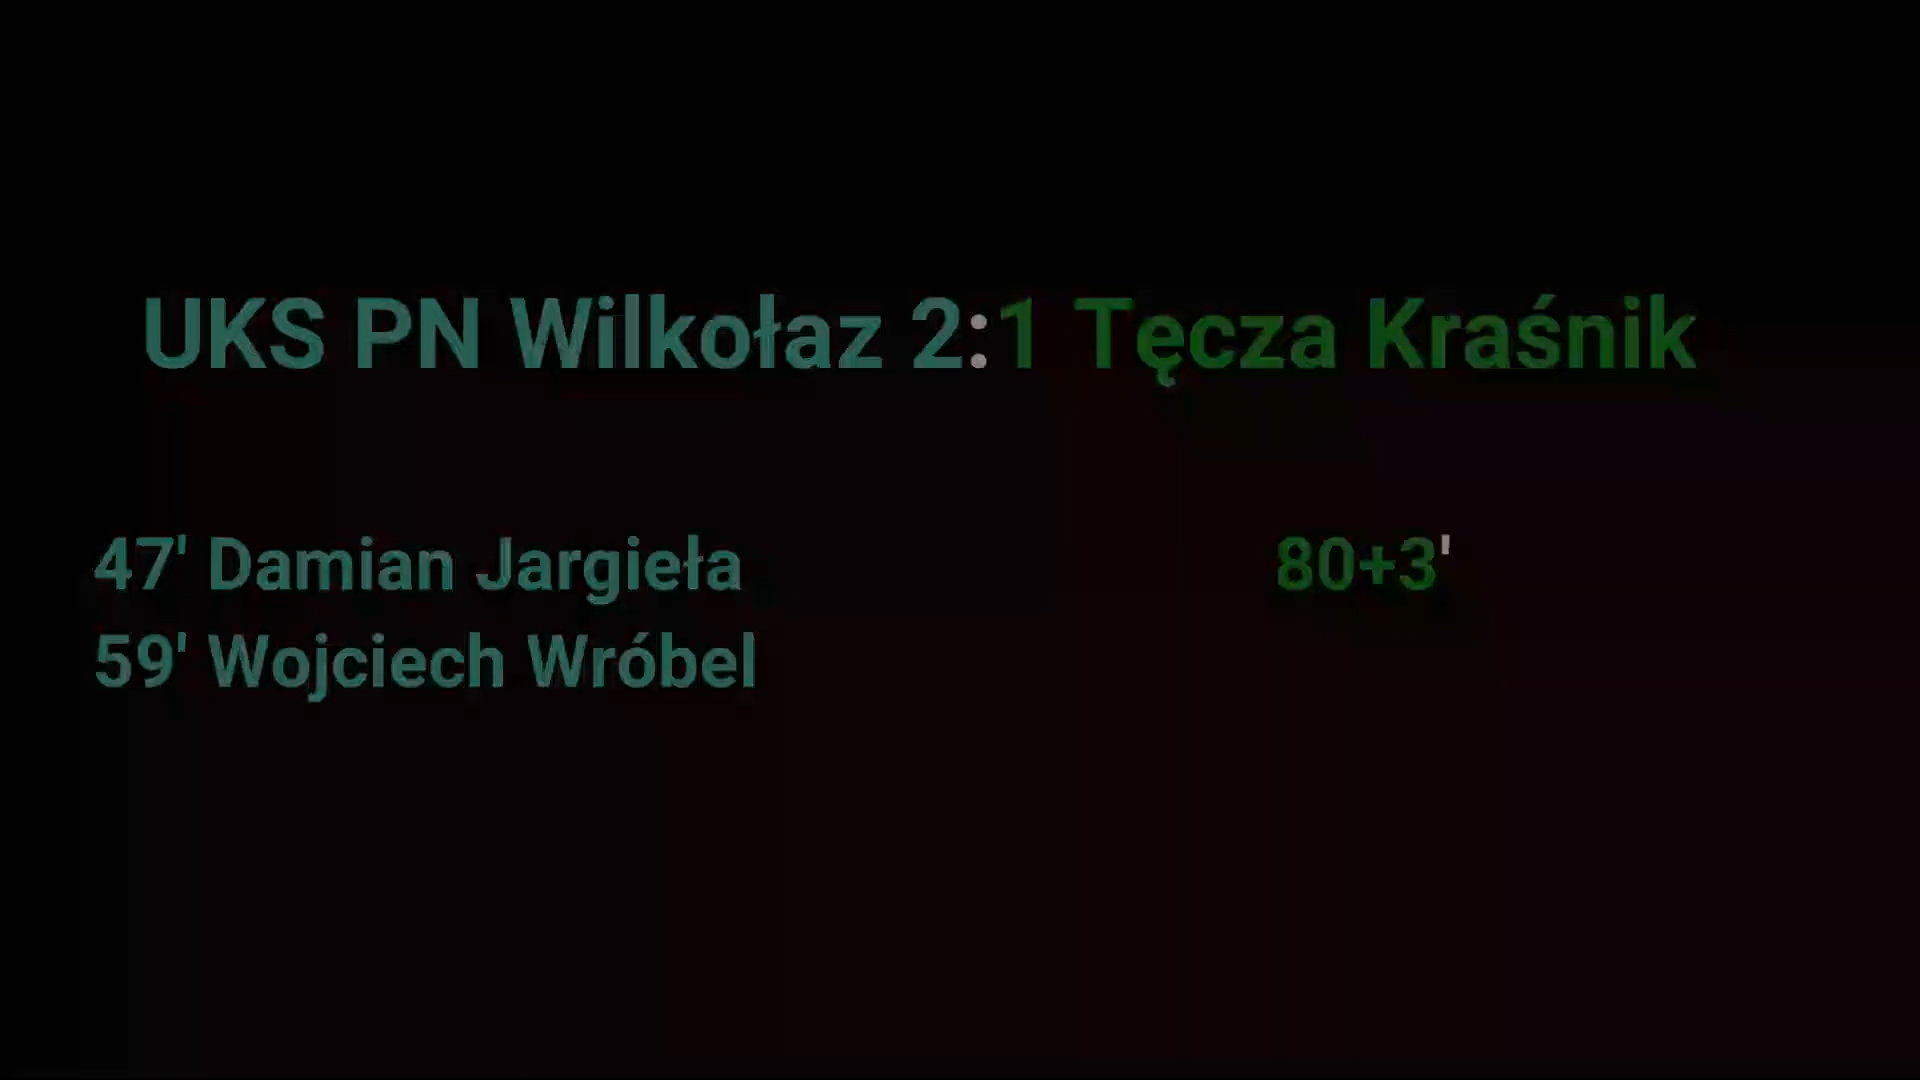 UKS PN Wilkołaz 2:1 Tęcza Kraśnik
47' Damian Jargieła
80+3'
59' Wojciech Wróbel